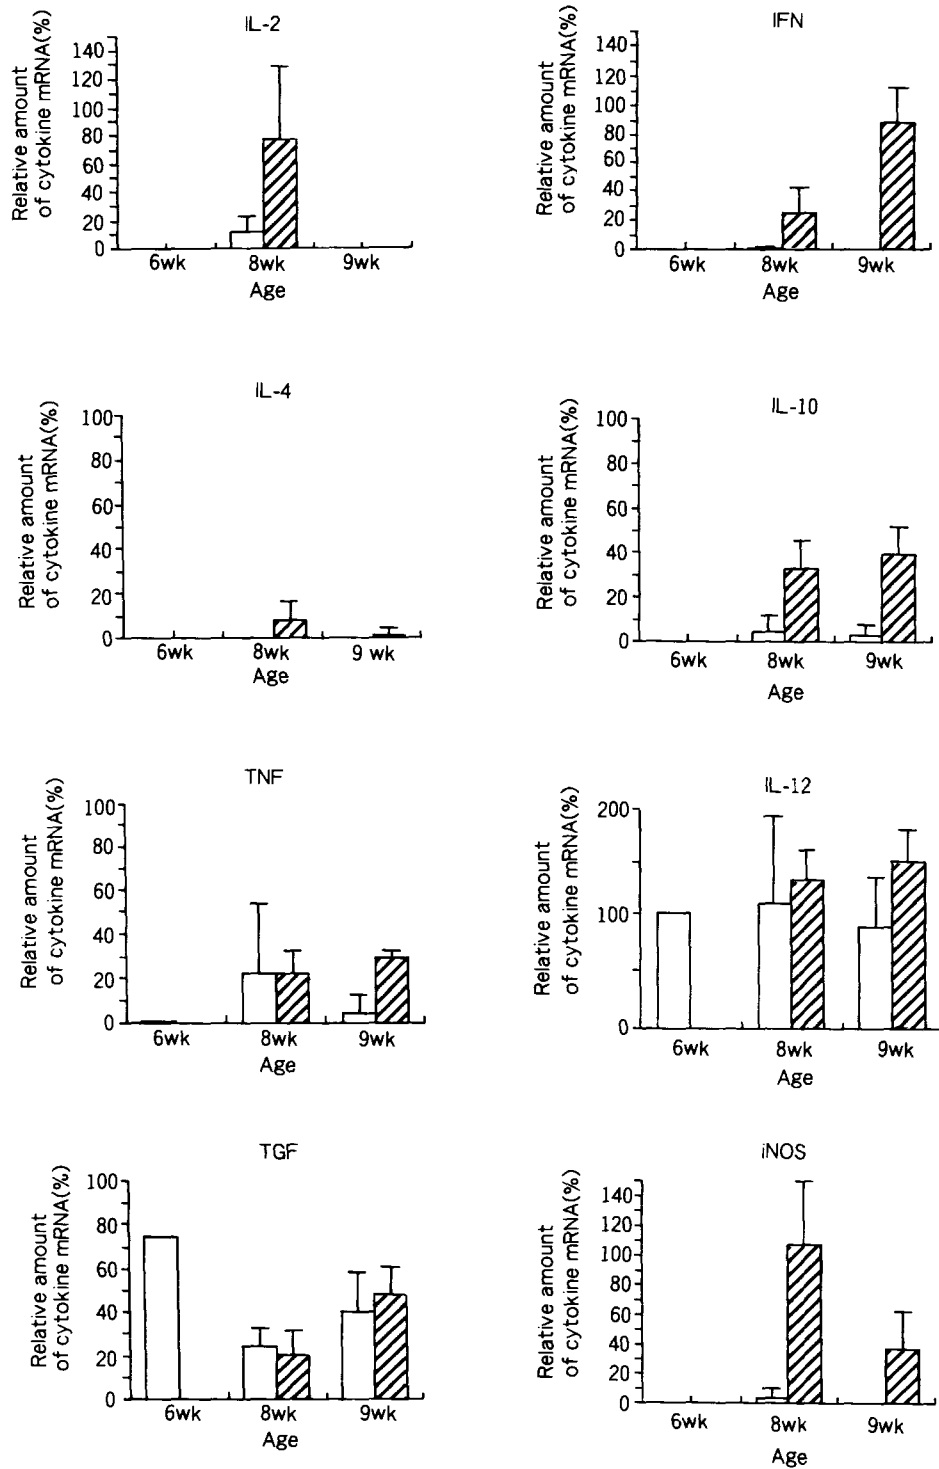 IL-2
Relative amount
of cytokine mRNA(%)
140
120
100
80
60
40
20
0
6wk 8wk 9wk
Age
IFN
Relative amount
of cytokine mRNA(%)
140
120
100
80
60
40
20
0
6wk 8wk 9wk
Age
IL-4
Relative amount
of cytokine mRNA(%)
100
80
60
40
20
0
6wk 8wk 9 wk
Age
IL-10
Relative amount
of cytokine mRNA(%)
100
80
60
40
20
0
6wk 8wk 9wk
Age
TNF
Relative amount
of cytokine mRNA(%)
100
80
60
40
20
0
6wk 8wk 9wk
Age
IL-12
Relative amount
of cytokine mRNA(%)
200
100
0
6wk 8wk 9wk
Age
TGF
Relative amount
of cytokine mRNA(%)
100
80
60
40
20
0
6wk 8wk 9wk
Age
iNOS
Relative amount
of cytokine mRNA(%)
140
120
100
80
60
40
20
0
6wk 8wk 9wk
Age